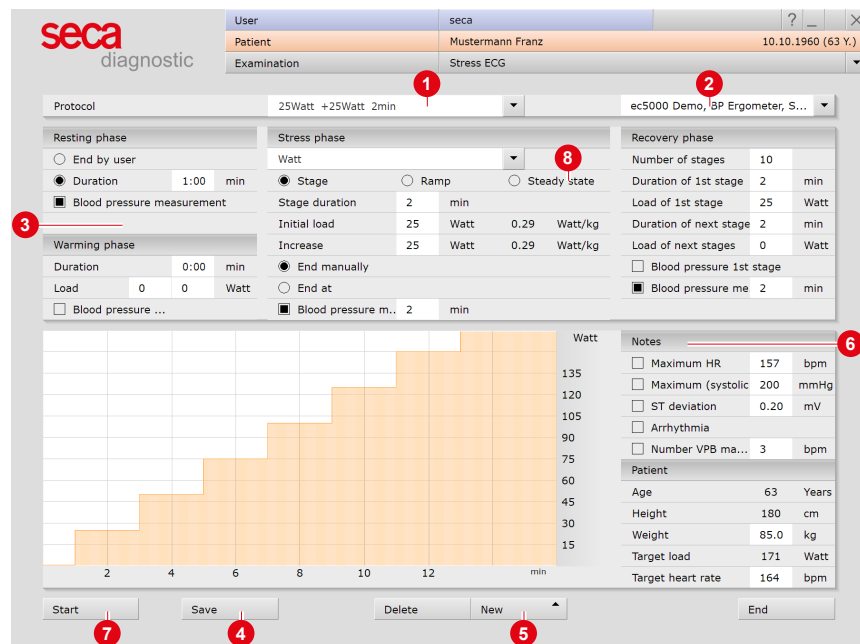 seca
diagnostic
User seca ? _ X
Patient Mustermann Franz 10.10.1960 (63 Y.)
Examination Stress ECG
1 2
Protocol 25Watt +25Watt 2min ec5000 Demo, BP Ergometer, S...
Resting phase Stress phase Recovery phase
End by user Watt 8 Number of stages 10
Duration 1:00 min Stage Ramp Steady state Duration of 1st stage 2 min
Blood pressure measurement Stage duration 2 min Load of 1st stage 25 Watt
3 Initial load 25 Watt 0.29 Watt/kg Duration of next stage 2 min
Warming phase Increase 25 Watt 0.29 Watt/kg Load of next stages 0 Watt
Duration 0:00 min End manually Blood pressure 1st stage
Load 0 0 Watt End at Blood pressure me 2 min
Blood pressure ... Blood pressure m.. 2 min
Watt Notes 6
Maximum HR 157 bpm
135
Maximum (systolic 200 mmHg
120
ST deviation 0.20 mV
105
Arrhythmia
90
Number VPB ma... 3 bpm
75 Patient
60 Age 63 Years
45 Height 180 cm
30 Weight 85.0 kg
15 Target load 171 Watt
2 4 6 8 10 12 min Target heart rate 164 bpm
Start Save Delete New End
7 4 5